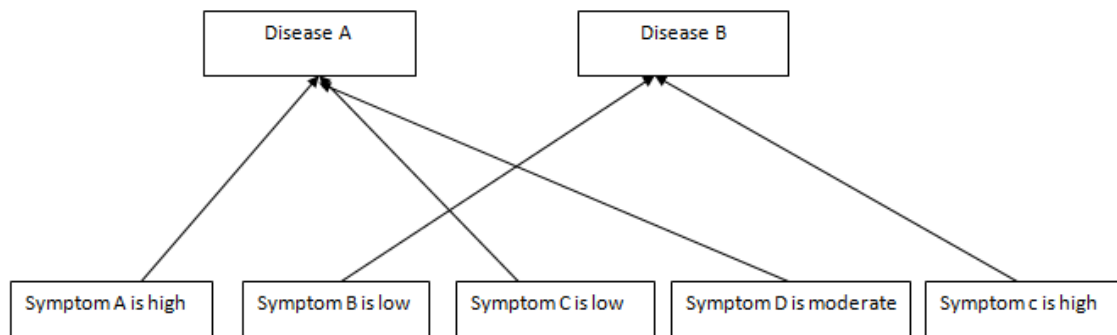 Disease A
Disease B
Symptom A is high
Symptom B is low
Symptom C is low
Symptom D is moderate
Symptom c is high